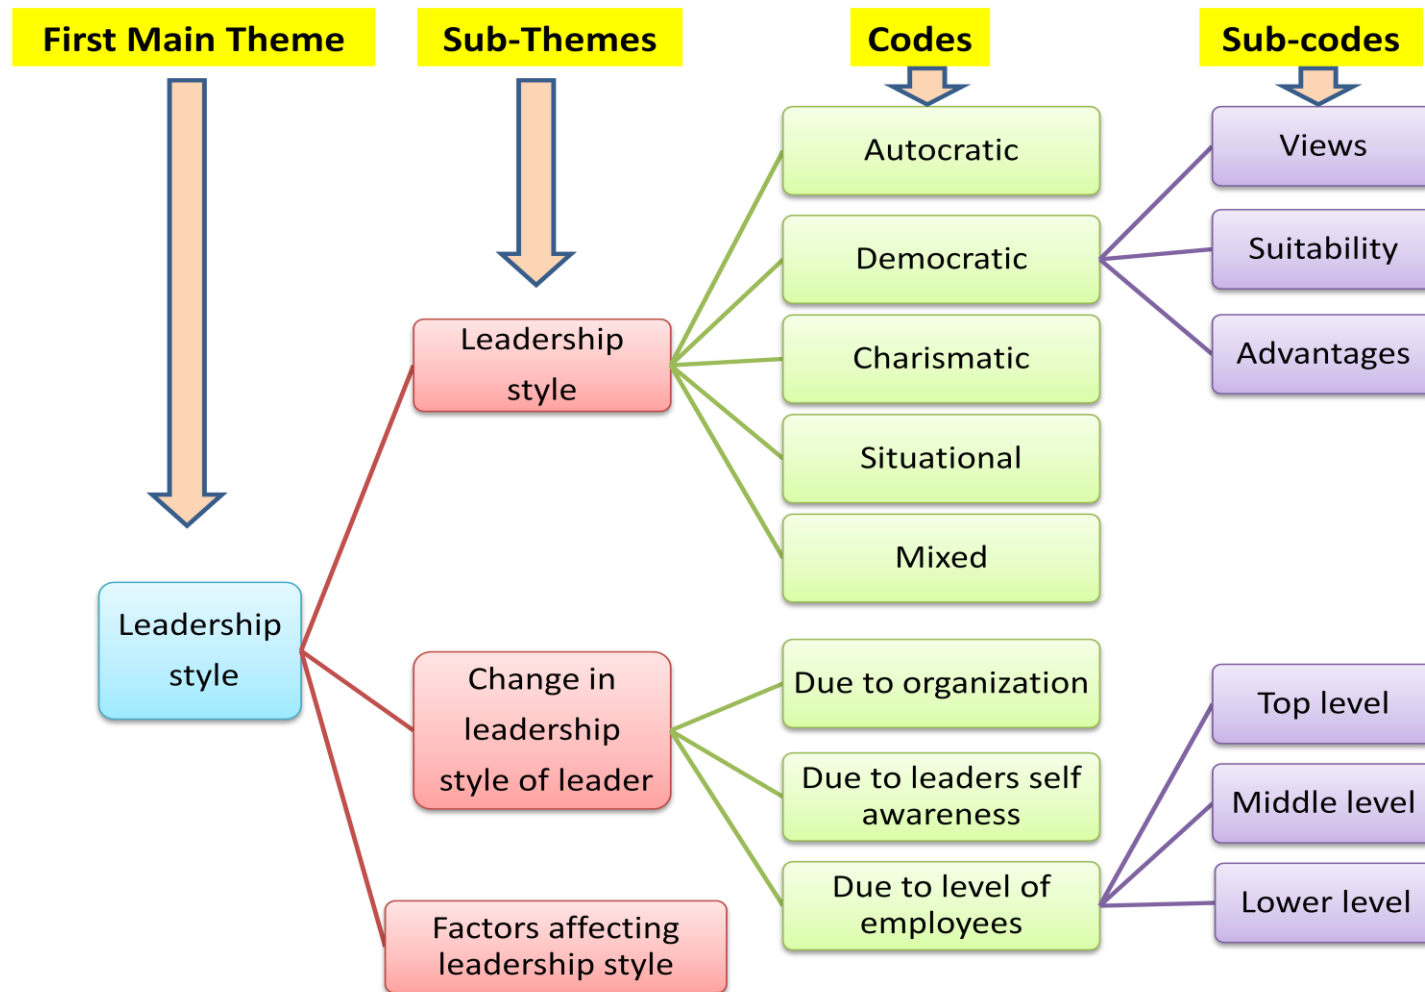 First Main Theme
Sub-Themes
Codes
Sub-codes
Leadership
style
Leadership
style
Change in
leadership
style of leader
Factors affecting
leadership style
Autocratic
Democratic
Charismatic
Situational
Mixed
Due to organization
Due to leaders self
awareness
Due to level of
employees
Views
Suitability
Advantages
Top level
Middle level
Lower level